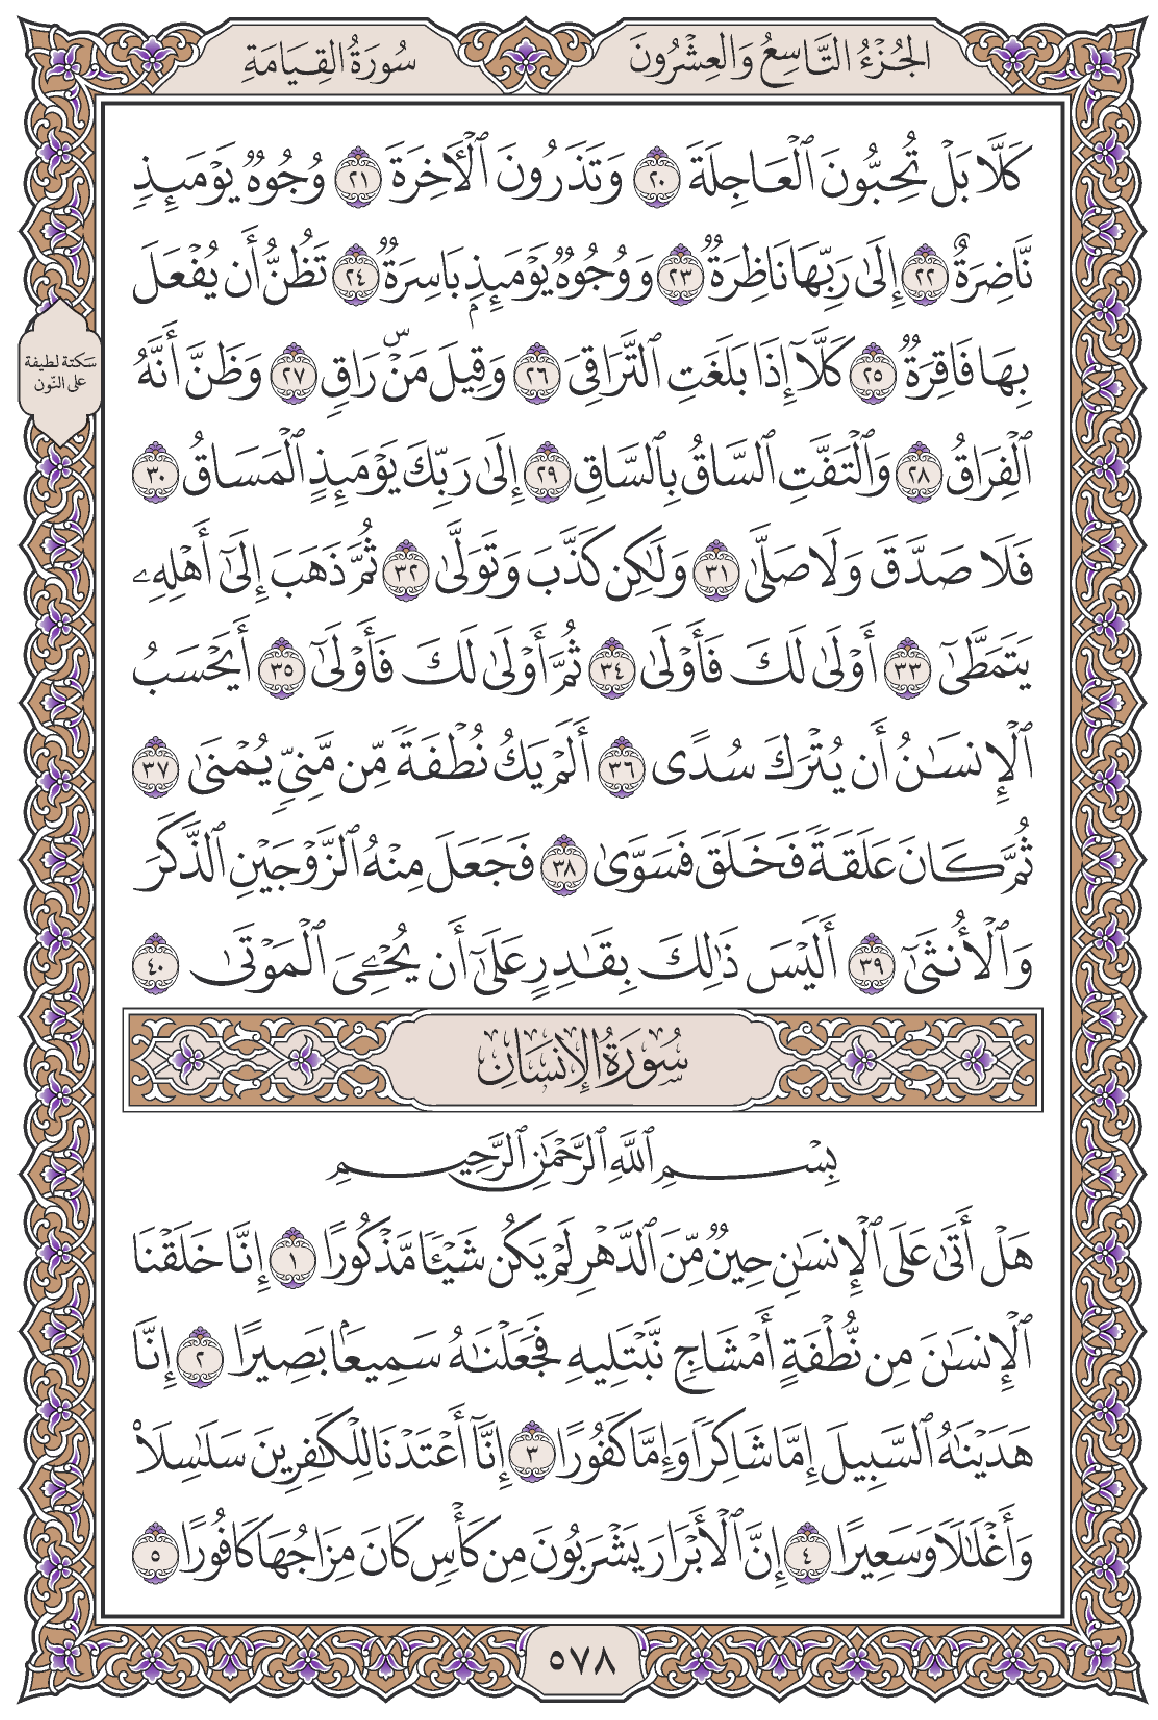 الجُزْءُ التَّاسِعُ وَالعِشْرُونَ
سُورَةُ القِيَامَةِ
كَلَّا بَلْ تُحِبُّونَ ٱلْعَاجِلَةَ ٢٠ وَتَذَرُونَ ٱلْأٓخِرَةَ ٢١ وُجُوهٞ يَوْمَئِذٖ
نَّاضِرَةٌ ٢٢ إِلَىٰ رَبِّهَا نَاظِرَةٞ ٢٣ وَوُجُوهٞ يَوْمَئِذِۭ بَاسِرَةٞ ٢٤ تَظُنُّ أَن يُفْعَلَ
بِهَا فَاقِرَةٞ ٢٥ كَلَّآ إِذَا بَلَغَتِ ٱلتَّرَاقِيَ ٢٦ وَقِيلَ مَنْۜ رَاقٖ ٢٧ وَظَنَّ أَنَّهُ
سَكتة لطيفة
على النّون
ٱلْفِرَاقُ ٢٨ وَٱلْتَفَّتِ ٱلسَّاقُ بِٱلسَّاقِ ٢٩ إِلَىٰ رَبِّكَ يَوْمَئِذٍ ٱلْمَسَاقُ ٣٠
فَلَا صَدَّقَ وَلَا صَلَّىٰ ٣١ وَلَٰكِن كَذَّبَ وَتَوَلَّىٰ ٣٢ ثُمَّ ذَهَبَ إِلَىٰٓ أَهْلِهِۦ
يَتَمَطَّىٰٓ ٣٣ أَوْلَىٰ لَكَ فَأَوْلَىٰ ٣٤ ثُمَّ أَوْلَىٰ لَكَ فَأَوْلَىٰٓ ٣٥ أَيَحْسَبُ
ٱلْإِنسَٰنُ أَن يُتْرَكَ سُدًى ٣٦ أَلَمْ يَكُ نُطْفَةٗ مِّن مَّنِيّٖ يُمْنَىٰ ٣٧
ثُمَّ كَانَ عَلَقَةٗ فَخَلَقَ فَسَوَّىٰ ٣٨ فَجَعَلَ مِنْهُ ٱلزَّوْجَيْنِ ٱلذَّكَرَ
وَٱلْأُنثَىٰٓ ٣٩ أَلَيْسَ ذَٰلِكَ بِقَٰدِرٍ عَلَىٰٓ أَن يُحْـِۧيَ ٱلْمَوْتَىٰ ٤٠
سُورَةُ الإِنسَانِ
بِسْمِ ٱللَّهِ ٱلرَّحْمَٰنِ ٱلرَّحِيمِ
هَلْ أَتَىٰ عَلَى ٱلْإِنسَٰنِ حِينٞ مِّنَ ٱلدَّهْرِ لَمْ يَكُن شَيْـٔٗا مَّذْكُورًا ١ إِنَّا خَلَقْنَا
ٱلْإِنسَٰنَ مِن نُّطْفَةٍ أَمْشَاجٖ نَّبْتَلِيهِ فَجَعَلْنَٰهُ سَمِيعَۢا بَصِيرًا ٢ إِنَّا
هَدَيْنَٰهُ ٱلسَّبِيلَ إِمَّا شَاكِرٗا وَإِمَّا كَفُورًا ٣ إِنَّآ أَعْتَدْنَا لِلْكَٰفِرِينَ سَلَٰسِلَا۟
وَأَغْلَٰلٗا وَسَعِيرًا ٤ إِنَّ ٱلْأَبْرَارَ يَشْرَبُونَ مِن كَأْسٖ كَانَ مِزَاجُهَا كَافُورًا ٥
٥٧٨